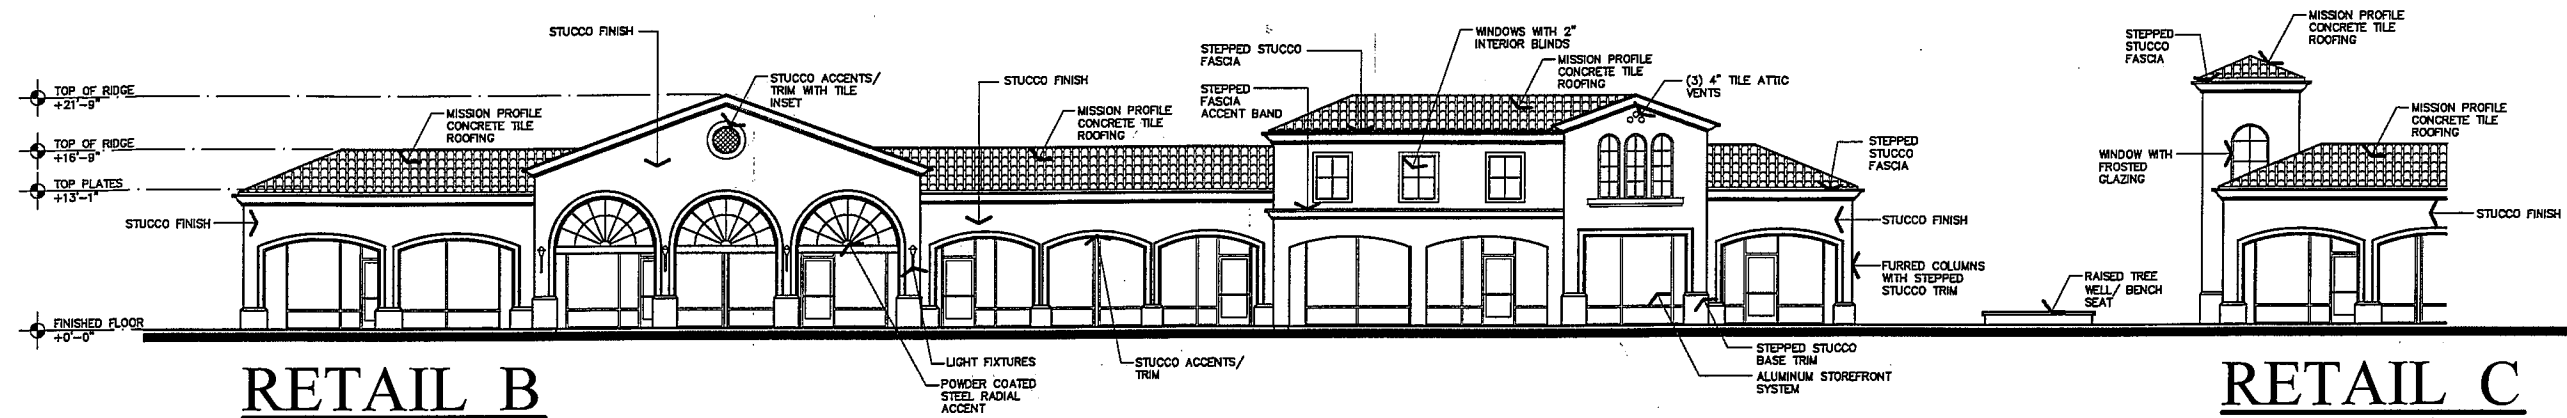 TOP OF RIDGE
+21'-9"
TOP OF RIDGE
+16'-9"
TOP PLATES
+13'-1"
FINISHED FLOOR
+0'-0"
STUCCO FINISH
MISSION PROFILE
CONCRETE TILE
ROOFING
STUCCO FINISH
STUCCO ACCENTS/
TRIM WITH TILE
INSET
STUCCO FINISH
MISSION PROFILE
CONCRETE TILE
ROOFING
STEPPED STUCCO
FASCIA
STEPPED
FASCIA
ACCENT BAND
WINDOWS WITH 2"
INTERIOR BLINDS
MISSION PROFILE
CONCRETE TILE
ROOFING
(3) 4" TILE ATTIC
VENTS
STEPPED
STUCCO
FASCIA
STUCCO FINISH
FURRED COLUMNS
WITH STEPPED
STUCCO TRIM
LIGHT FIXTURES
POWDER COATED
STEEL RADIAL
ACCENT
STUCCO ACCENTS/
TRIM
STEPPED STUCCO
BASE TRIM
ALUMINUM STOREFRONT
SYSTEM
RAISED TREE
WELL/ BENCH
SEAT
STEPPED
STUCCO
FASCIA
MISSION PROFILE
CONCRETE TILE
ROOFING
MISSION PROFILE
CONCRETE TILE
ROOFING
WINDOW WITH
FROSTED
GLAZING
STUCCO FINISH
RETAIL B
RETAIL C